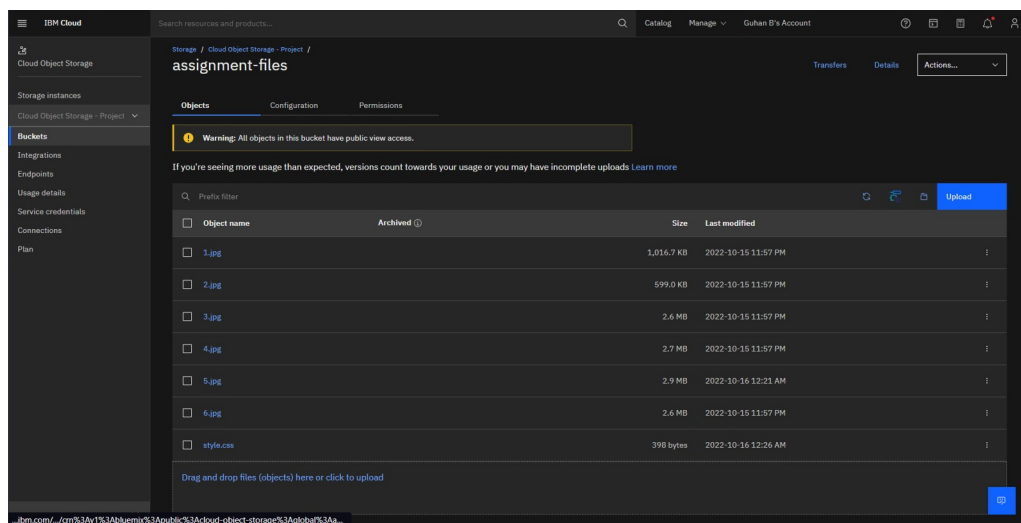 IBM Cloud
Search resources and products...
Catalog
Manage
Guhan B's Account
Cloud Object Storage
Storage instances
Cloud Object Storage - Project
Buckets
Integrations
Endpoints
Usage details
Service credentials
Connections
Plan
Storage / Cloud Object Storage - Project /
assignment-files
Transfers
Details
Actions...
Objects
Configuration
Permissions
Warning: All objects in this bucket have public view access.
If you're seeing more usage than expected, versions count towards your usage or you may have incomplete uploads Learn more
Prefix filter
Upload
Object name Archived Size Last modified
1.jpg 1,016.7 KB 2022-10-15 11:57 PM
2.jpg 599.0 KB 2022-10-15 11:57 PM
3.jpg 2.6 MB 2022-10-15 11:57 PM
4.jpg 2.7 MB 2022-10-15 11:57 PM
5.jpg 2.9 MB 2022-10-16 12:21 AM
6.jpg 2.6 MB 2022-10-15 11:57 PM
style.css 398 bytes 2022-10-16 12:26 AM
Drag and drop files (objects) here or click to upload
...ibm.com/.../crn%3Av1%3Abluemix%3Apublic%3Acloud-object-storage%3Aglobal%3Aa...